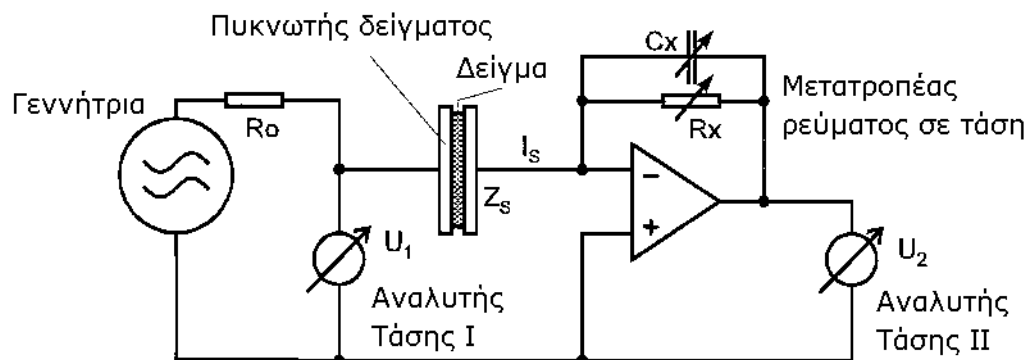 Πυκνωτής δείγματος
Δείγμα
Γεννήτρια
Ro
Cx
Rx
Μετατροπέας
ρεύματος σε τάση
Is
Zs
−
+
U1
U2
Αναλυτής
Τάσης Ι
Αναλυτής
Τάσης ΙΙ